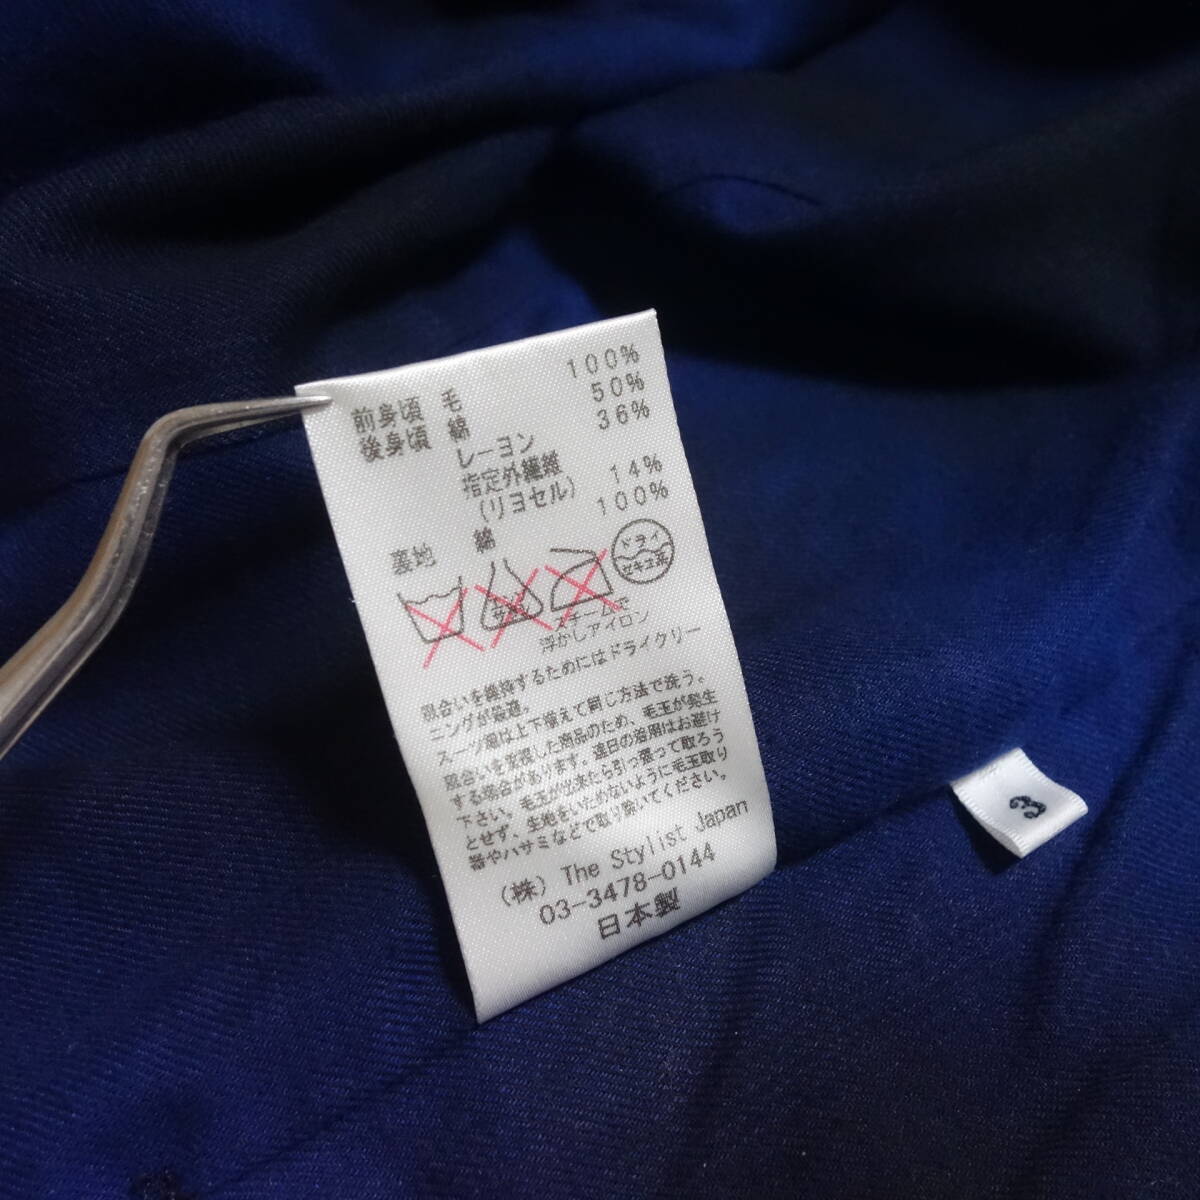 前身頃 毛 100%
後身頃 綿 50%
レーヨン 36%
指定外繊維
(リヨセル) 14%
裏地 綿 100%
エンソ
サラシ
ドライ
セキユ系
スチームで
浮かしアイロン
風合いを維持するためにはドライクリー
ニングが最適。
スーツ類は上下揃えて同じ方法で洗う。
風合いを重視した商品のため、毛玉が発生
する場合があります。連日の着用はお避け
下さい。毛玉が出来たら引っ張って取ろう
とせず、生地をいためないように毛玉取り
器やハサミなどで取り除いてください。
(株) The Stylist Japan
03-3478-0144
日本製
3